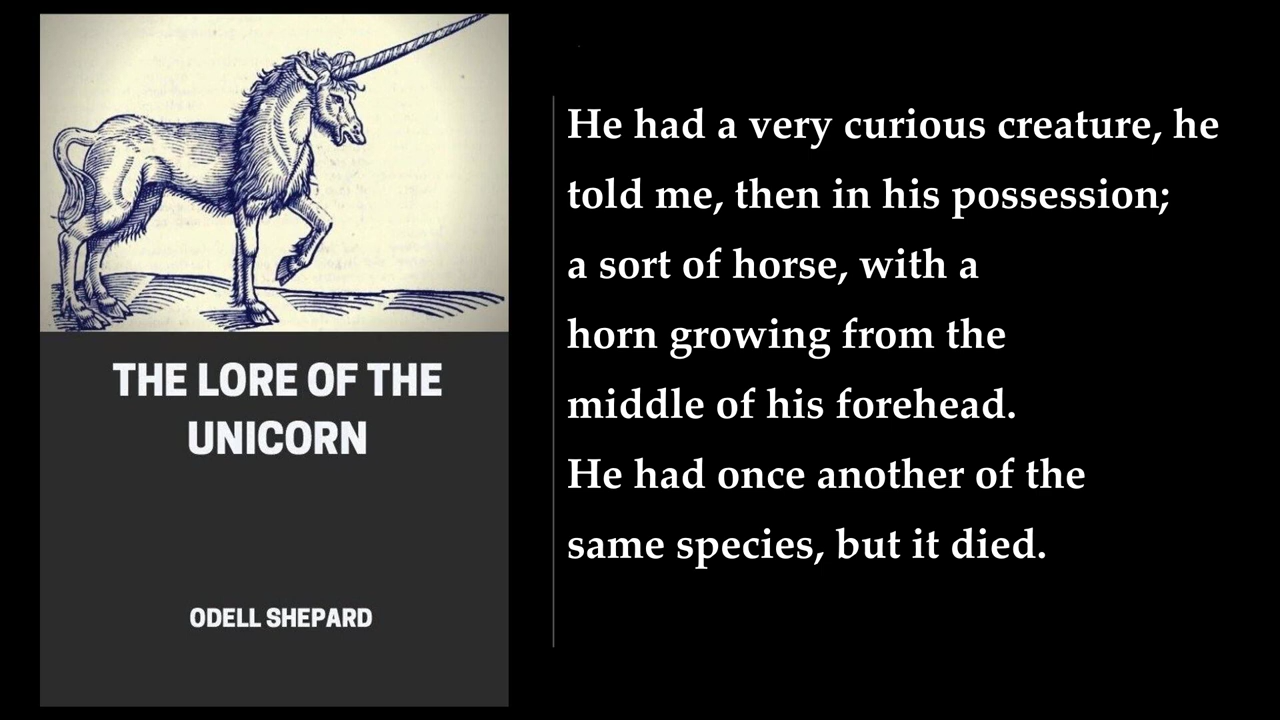 THE LORE OF THE
UNICORN
ODELL SHEPARD
He had a very curious creature, he
told me, then in his possession;
a sort of horse, with a
horn growing from the
middle of his forehead.
He had once another of the
same species, but it died.